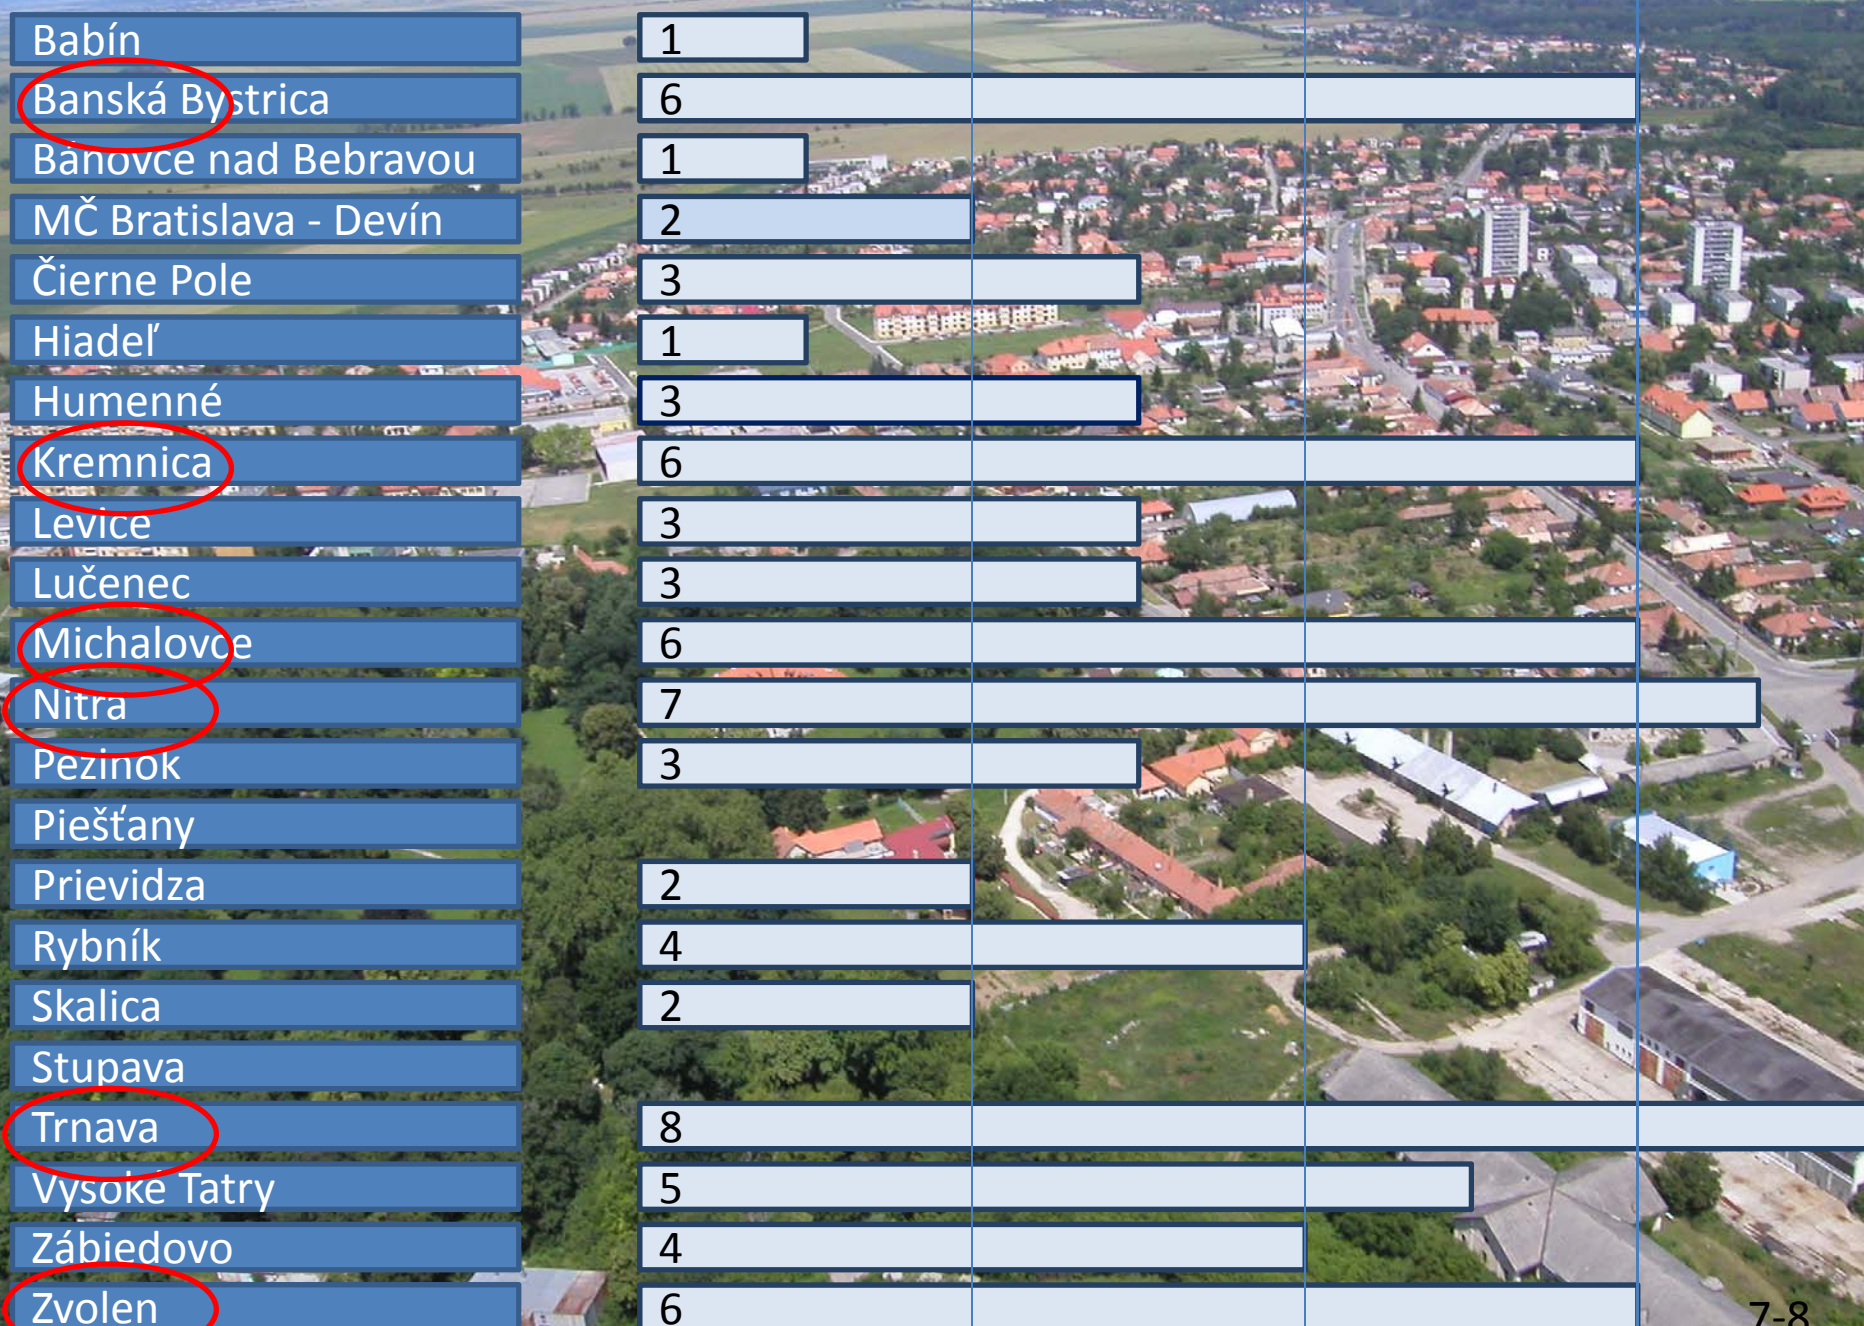 Babín 1
Banská Bystrica 6
Bánovce nad Bebravou 1
MČ Bratislava - Devín 2
Čierne Pole 3
Hiadeľ 1
Humenné 3
Kremnica 6
Levice 3
Lučenec 3
Michalovce 6
Nitra 7
Pezinok 3
Piešťany
Prievidza 2
Rybník 4
Skalica 2
Stupava
Trnava 8
Vysoké Tatry 5
Zábiedovo 4
Zvolen 6
7-8